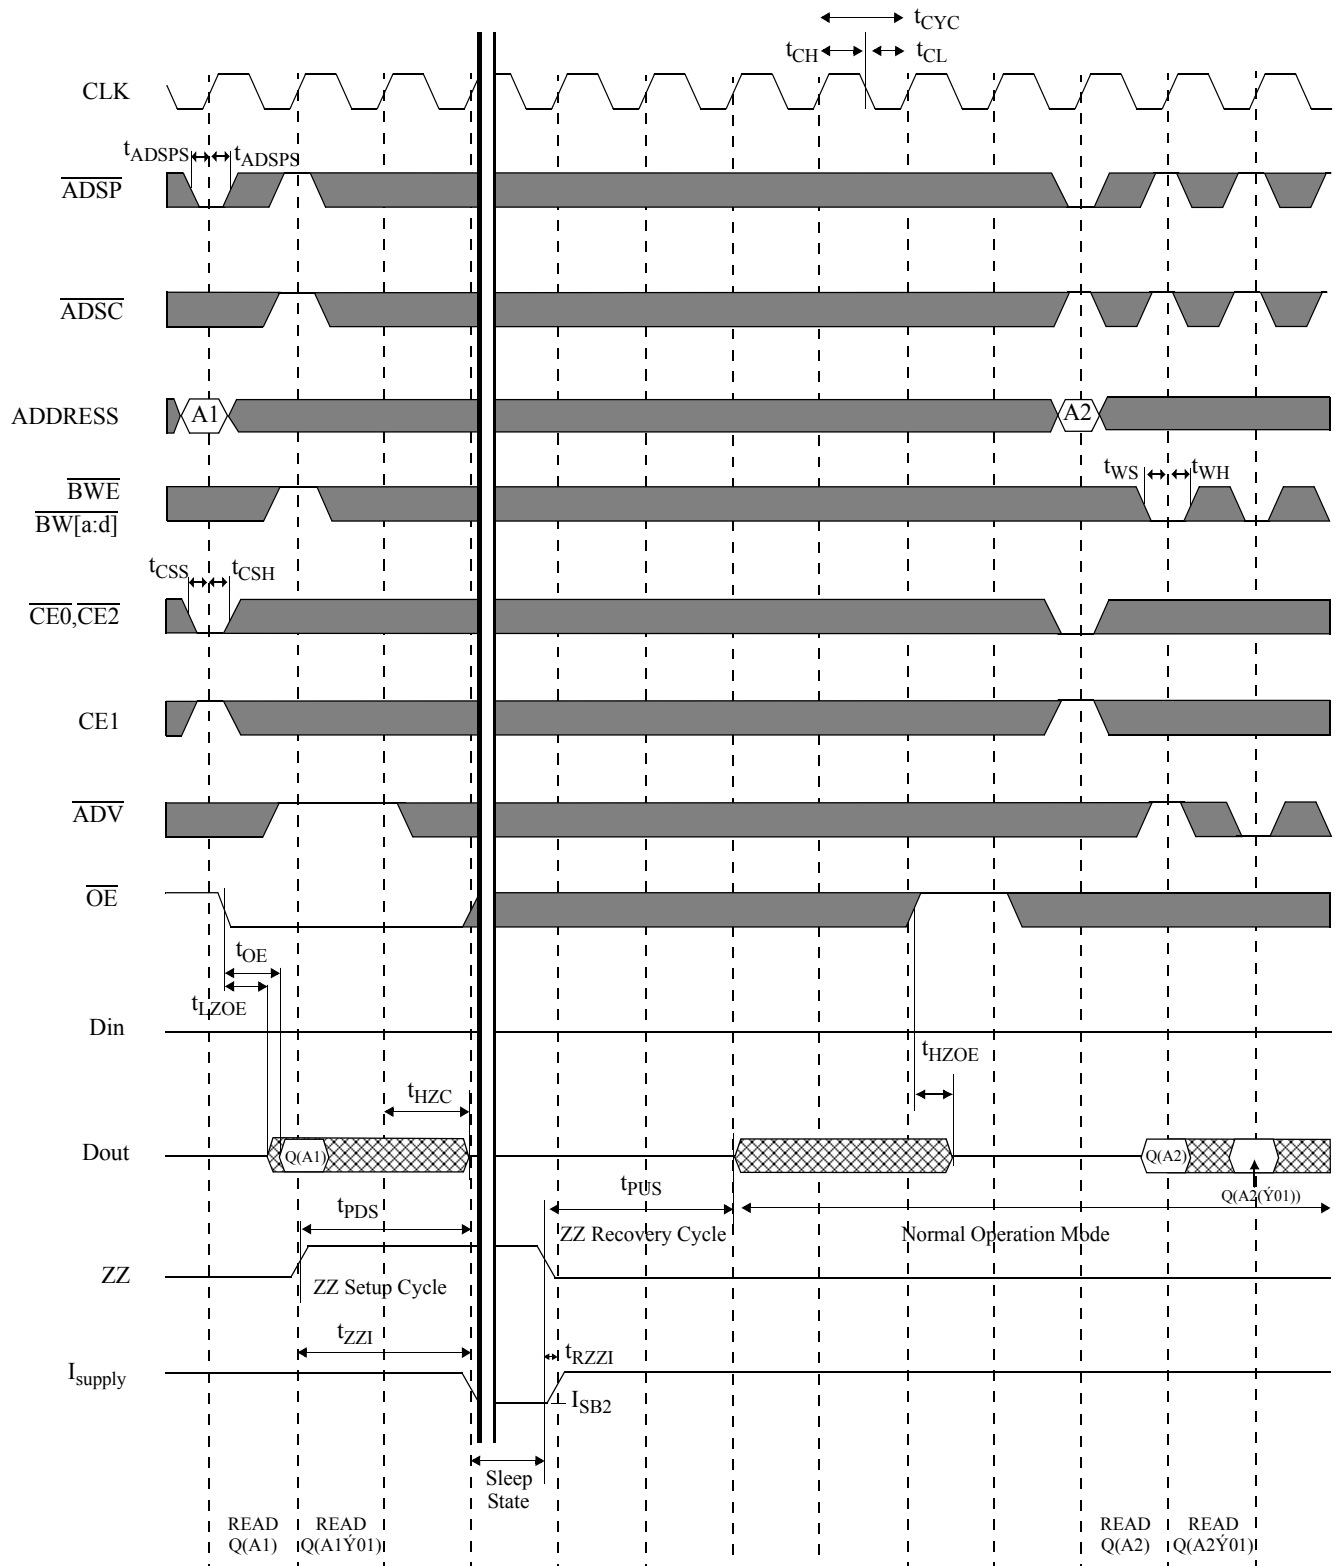 tCYC
tCH
tCL
CLK
tADSPS
tADSPS
ADSP
ADSC
ADDRESS
A1
A2
BWE
BW[a:d]
tWS
tWH
tCSS
tCSH
CE0,CE2
CE1
ADV
OE
tOE
tLZOE
Din
tHZOE
tHZC
Dout
Q(A1)
Q(A2)
Q(A2(Ý01))
tPUS
tPDS
ZZ Recovery Cycle
Normal Operation Mode
ZZ
ZZ Setup Cycle
tZZI
tRZZI
Isupply
ISB2
Sleep
State
READ
Q(A1)
READ
Q(A1Ý01)
READ
Q(A2)
READ
Q(A2Ý01)